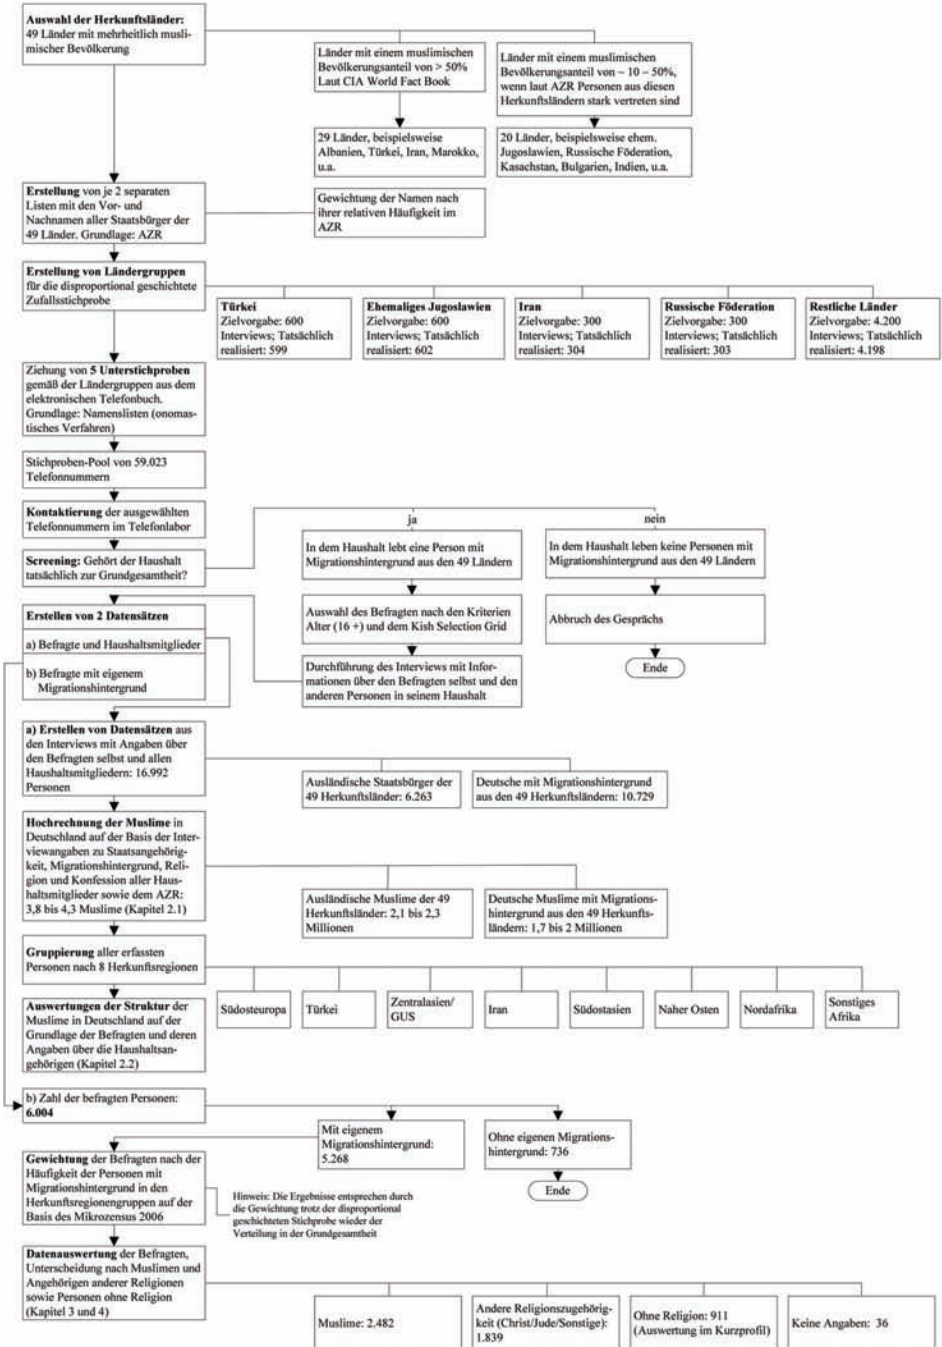 Auswahl der Herkunftsländer:
49 Länder mit mehrheitlich musli-
mischer Bevölkerung
Länder mit einem muslimischen
Bevölkerungsanteil von > 50%
Laut CIA World Fact Book
Länder mit einem muslimischen
Bevölkerungsanteil von ~ 10 – 50%,
wenn laut AZR Personen aus diesen
Herkunftsländern stark vertreten sind
29 Länder, beispielsweise
Albanien, Türkei, Iran, Marokko,
u.a.
20 Länder, beispielsweise ehem.
Jugoslawien, Russische Föderation,
Kasachstan, Bulgarien, Indien, u.a.
Erstellung von je 2 separaten
Listen mit den Vor- und
Nachnamen aller Staatsbürger der
49 Länder. Grundlage: AZR
Gewichtung der Namen nach
ihrer relativen Häufigkeit im
AZR
Erstellung von Ländergruppen
für die disproportional geschichtete
Zufallsstichprobe
Türkei
Zielvorgabe: 600
Interviews; Tatsächlich
realisiert: 599
Ehemaliges Jugoslawien
Zielvorgabe: 600
Interviews; Tatsächlich
realisiert: 602
Iran
Zielvorgabe: 300
Interviews; Tatsächlich
realisiert: 304
Russische Föderation
Zielvorgabe: 300
Interviews; Tatsächlich
realisiert: 303
Restliche Länder
Zielvorgabe: 4.200
Interviews; Tatsächlich
realisiert: 4.198
Ziehung von 5 Unterstichproben
gemäß der Ländergruppen aus dem
elektronischen Telefonbuch.
Grundlage: Namenslisten (onomas-
tisches Verfahren)
Stichproben-Pool von 59.023
Telefonnummern
Kontaktierung der ausgewählten
Telefonnummern im Telefonlabor
Screening: Gehört der Haushalt
tatsächlich zur Grundgesamtheit?
ja
nein
In dem Haushalt lebt eine Person mit
Migrationshintergrund aus den 49 Ländern
In dem Haushalt leben keine Personen mit
Migrationshintergrund aus den 49 Ländern
Auswahl des Befragten nach den Kriterien
Alter (16 +) und dem Kish Selection Grid
Abbruch des Gesprächs
Ende
Durchführung des Interviews mit Infor-
mationen über den Befragten selbst und den
anderen Personen in seinem Haushalt
Erstellen von 2 Datensätzen
a) Befragte und Haushaltsmitglieder
b) Befragte mit eigenem
Migrationshintergrund
a) Erstellen von Datensätzen aus
den Interviews mit Angaben über
den Befragten selbst und allen
Haushaltsmitgliedern: 16.992
Personen
Ausländische Staatsbürger der
49 Herkunftsländer: 6.263
Deutsche mit Migrationshintergrund
aus den 49 Herkunftsländern: 10.729
Hochrechnung der Muslime in
Deutschland auf der Basis der Inter-
viewangaben zu Staatsangehörig-
keit, Migrationshintergrund, Reli-
gion und Konfession aller Haus-
haltsmitglieder sowie dem AZR:
3,8 bis 4,3 Muslime (Kapitel 2.1)
Ausländische Muslime der 49
Herkunftsländer: 2,1 bis 2,3
Millionen
Deutsche Muslime mit Migrations-
hintergrund aus den 49 Herkunfts-
ländern: 1,7 bis 2 Millionen
Gruppierung aller erfassten
Personen nach 8 Herkunftsregionen
Südosteuropa
Türkei
Zentralasien/
GUS
Iran
Südostasien
Naher Osten
Nordafrika
Sonstiges
Afrika
Auswertungen der Struktur der
Muslime in Deutschland auf der
Grundlage der Befragten und deren
Angaben über die Haushaltsan-
gehörigen (Kapitel 2.2)
b) Zahl der befragten Personen:
6.004
Mit eigenem
Migrationshintergrund:
5.268
Ohne eigenen Migrations-
hintergrund: 736
Ende
Gewichtung der Befragten nach der
Häufigkeit der Personen mit
Migrationshintergrund in den
Herkunftsregionengruppen auf der
Basis des Mikrozensus 2006
Hinweis: Die Ergebnisse entsprechen durch
die Gewichtung trotz der disproportional
geschichteten Stichprobe wieder der
Verteilung in der Grundgesamtheit
Datenauswertung der Befragten,
Unterscheidung nach Muslimen und
Angehörigen anderer Religionen
sowie Personen ohne Religion
(Kapitel 3 und 4)
Muslime: 2.482
Andere Religionszugehörig-
keit (Christ/Jude/Sonstige):
1.839
Ohne Religion: 911
(Auswertung im Kurzprofil)
Keine Angaben: 36